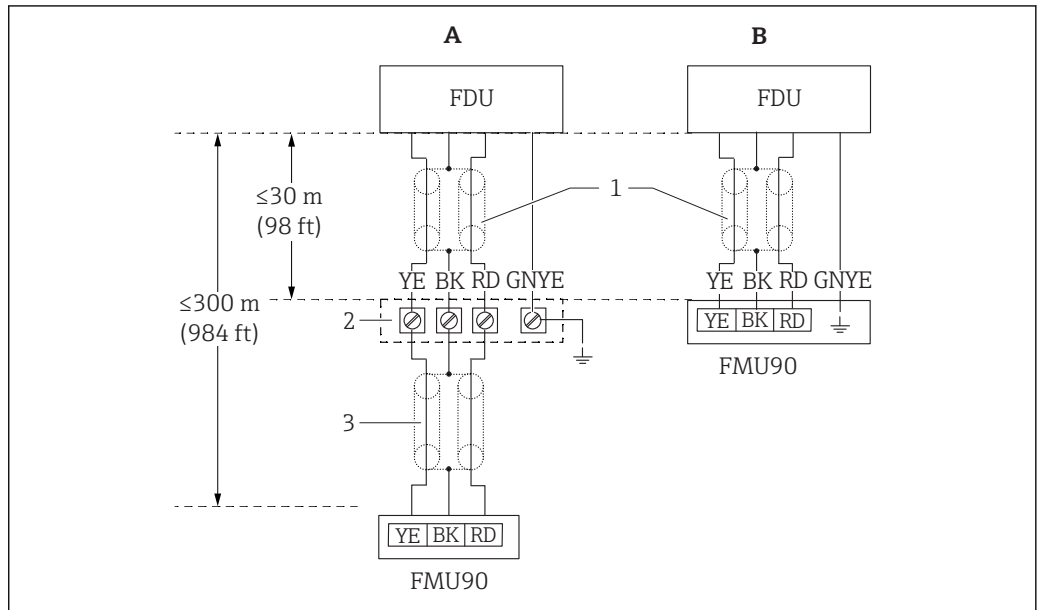 A B
FDU FDU
≤30 m
(98 ft)
1
≤300 m
(984 ft)
YE BK RD GNYE YE BK RD GNYE
2
YE BK RD
FMU90
3
YE BK RD
FMU90